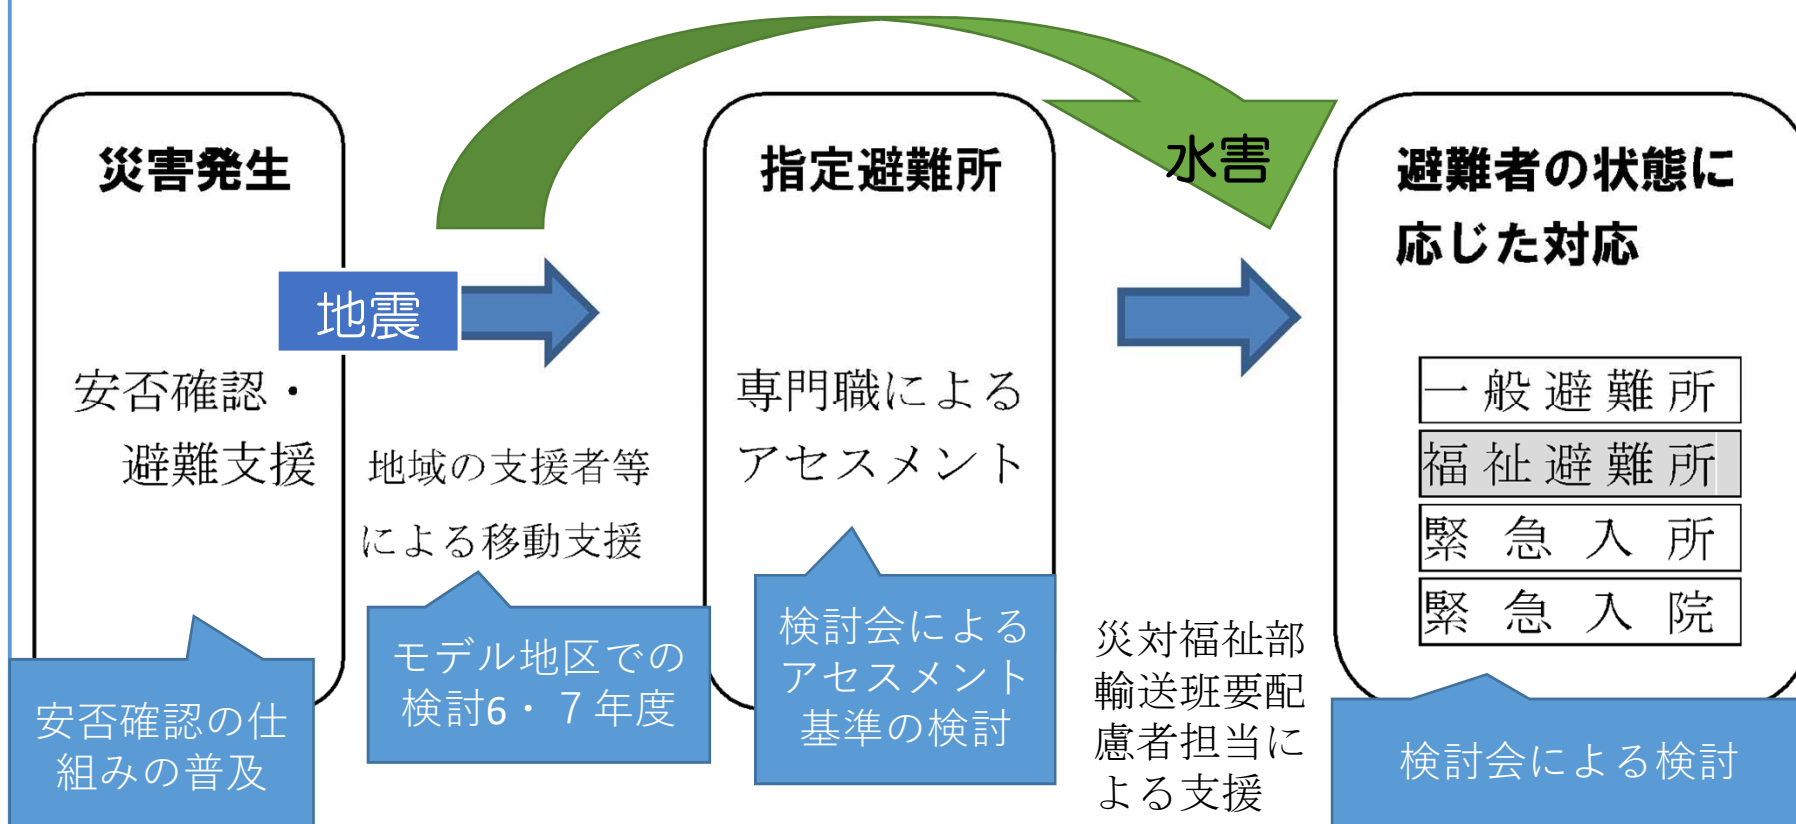 災害発生
安否確認・
避難支援
安否確認の仕
組みの普及
地震
地域の支援者等
による移動支援
モデル地区での
検討6・７年度
指定避難所
専門職による
アセスメント
検討会による
アセスメント
基準の検討
水害
災対福祉部
輸送班要配
慮者担当に
よる支援
避難者の状態に
応じた対応
一般避難所
福祉避難所
緊急入所
緊急入院
検討会による検討